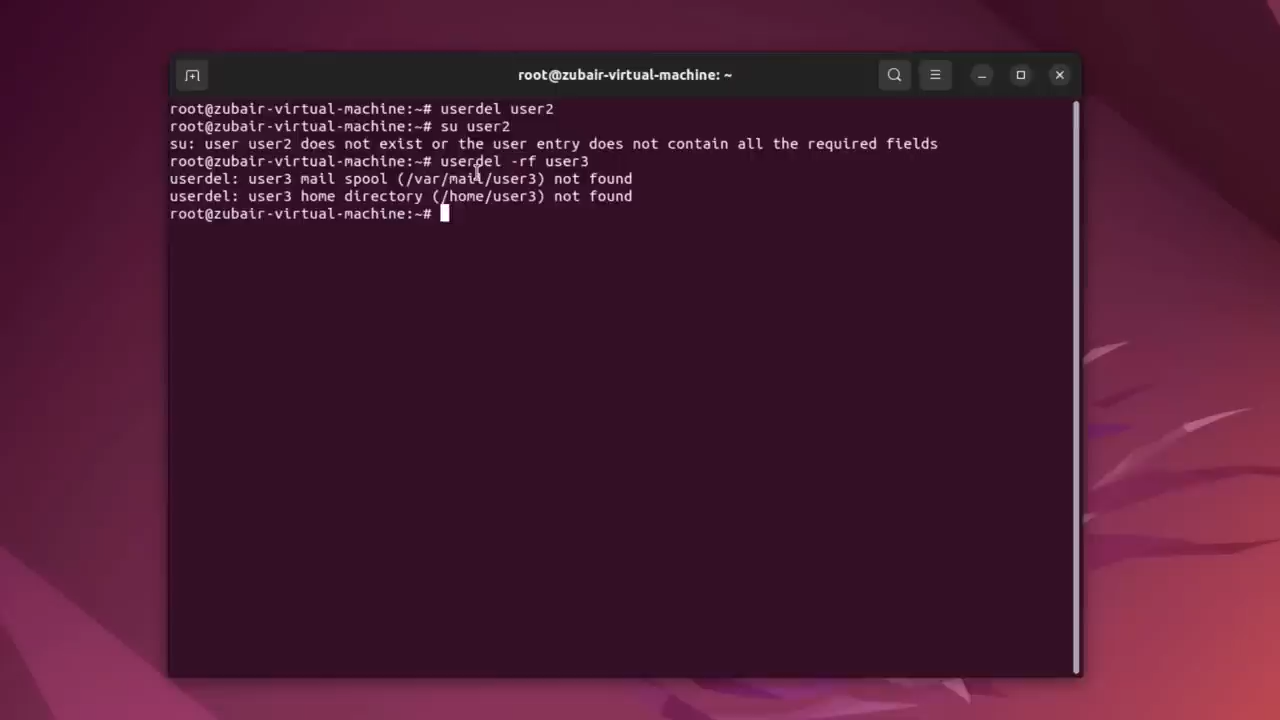 root@zubair-virtual-machine: ~
root@zubair-virtual-machine:~# userdel user2
root@zubair-virtual-machine:~# su user2
su: user user2 does not exist or the user entry does not contain all the required fields
root@zubair-virtual-machine:~# userdel -rf user3
userdel: user3 mail spool (/var/mail/user3) not found
userdel: user3 home directory (/home/user3) not found
root@zubair-virtual-machine:~#